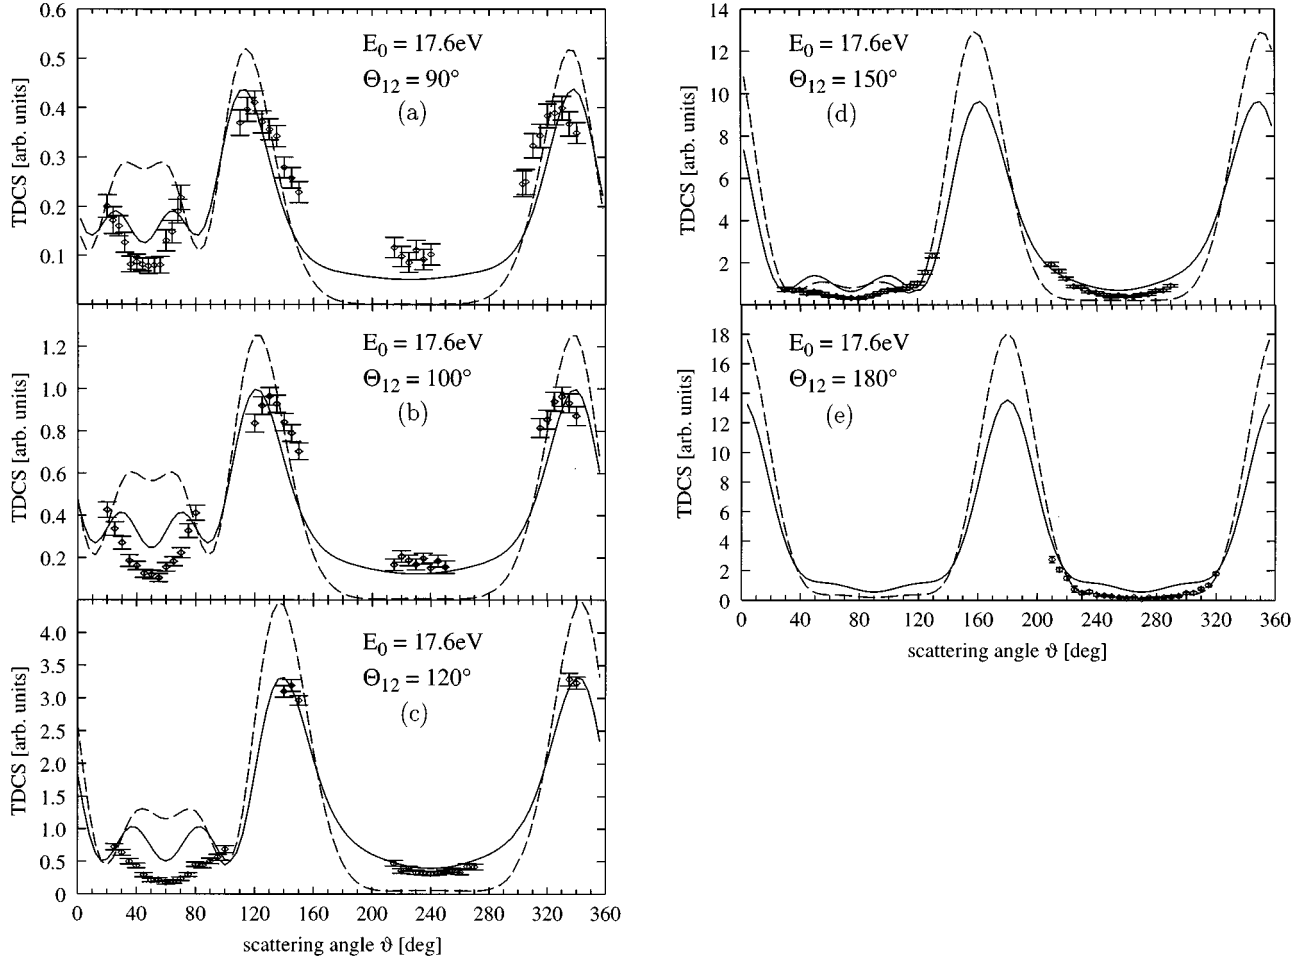 0.6
0.5
0.4
0.3
0.2
0.1
TDCS [arb. units]
E0 = 17.6eV
Θ12 = 90°
(a)
1.2
1.0
0.8
0.6
0.4
0.2
TDCS [arb. units]
E0 = 17.6eV
Θ12 = 100°
(b)
4.0
3.5
3.0
2.5
2.0
1.5
1.0
0.5
0
TDCS [arb. units]
E0 = 17.6eV
Θ12 = 120°
(c)
0 40 80 120 160 200 240 280 320 360
scattering angle ϑ [deg]
14
12
10
8
6
4
2
TDCS [arb. units]
E0 = 17.6eV
Θ12 = 150°
(d)
18
16
14
12
10
8
6
4
2
0
TDCS [arb. units]
E0 = 17.6eV
Θ12 = 180°
(e)
0 40 80 120 160 200 240 280 320 360
scattering angle ϑ [deg]